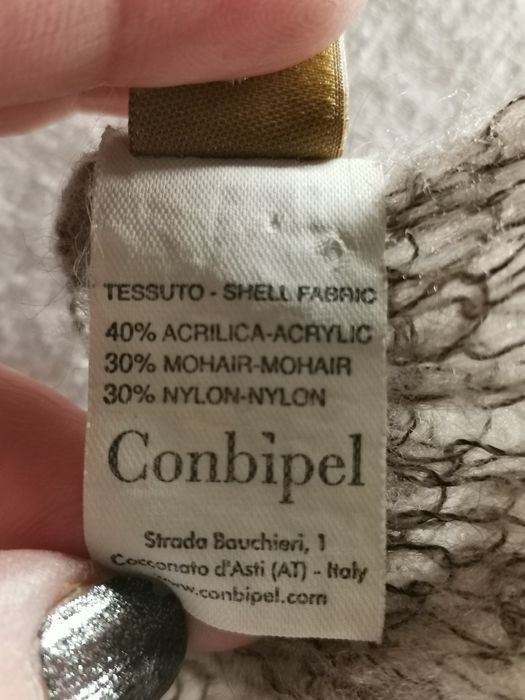 TESSUTO - SHELL FABRIC
40% ACRILICA-ACRYLIC
30% MOHAIR-MOHAIR
30% NYLON-NYLON
Conbipel
Strada Bauchieri, 1
Cocconato d'Asti (AT) - Italy
www.conbipel.com